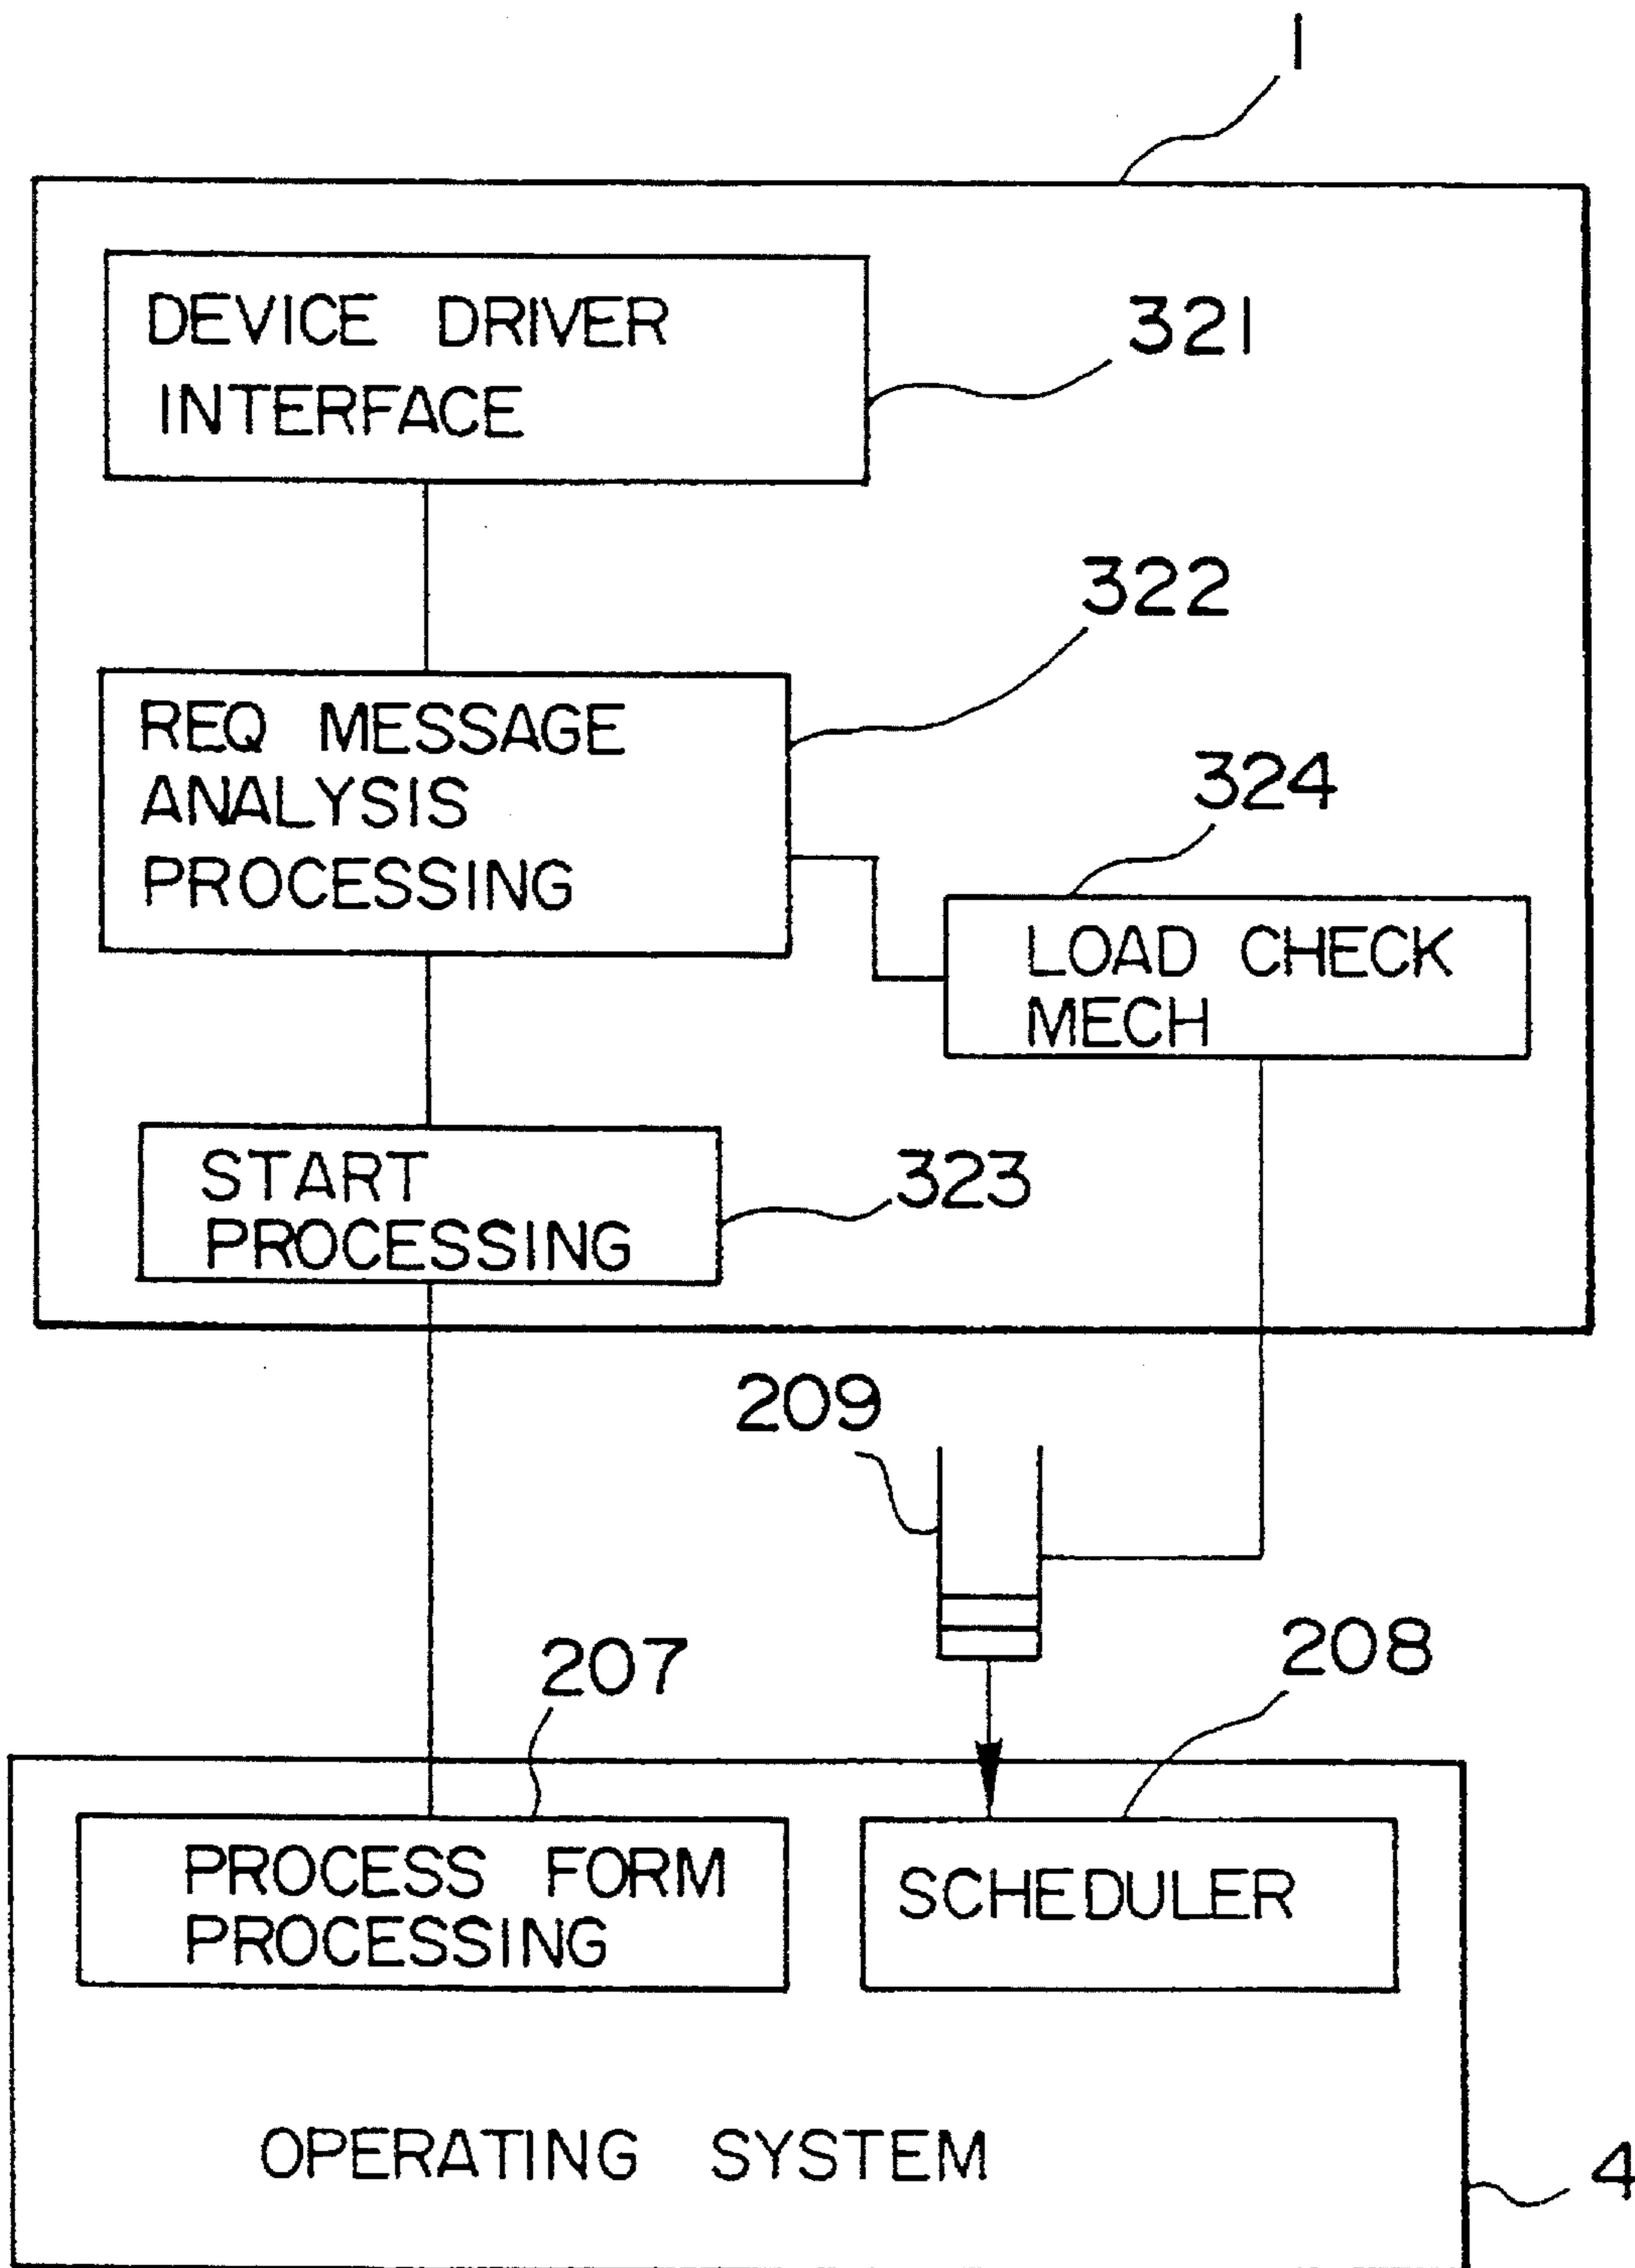 1
DEVICE DRIVER
INTERFACE
321
322
REQ MESSAGE
ANALYSIS
PROCESSING
324
LOAD CHECK
MECH
START
PROCESSING
323
209
207
208
PROCESS FORM
PROCESSING
SCHEDULER
OPERATING SYSTEM
4